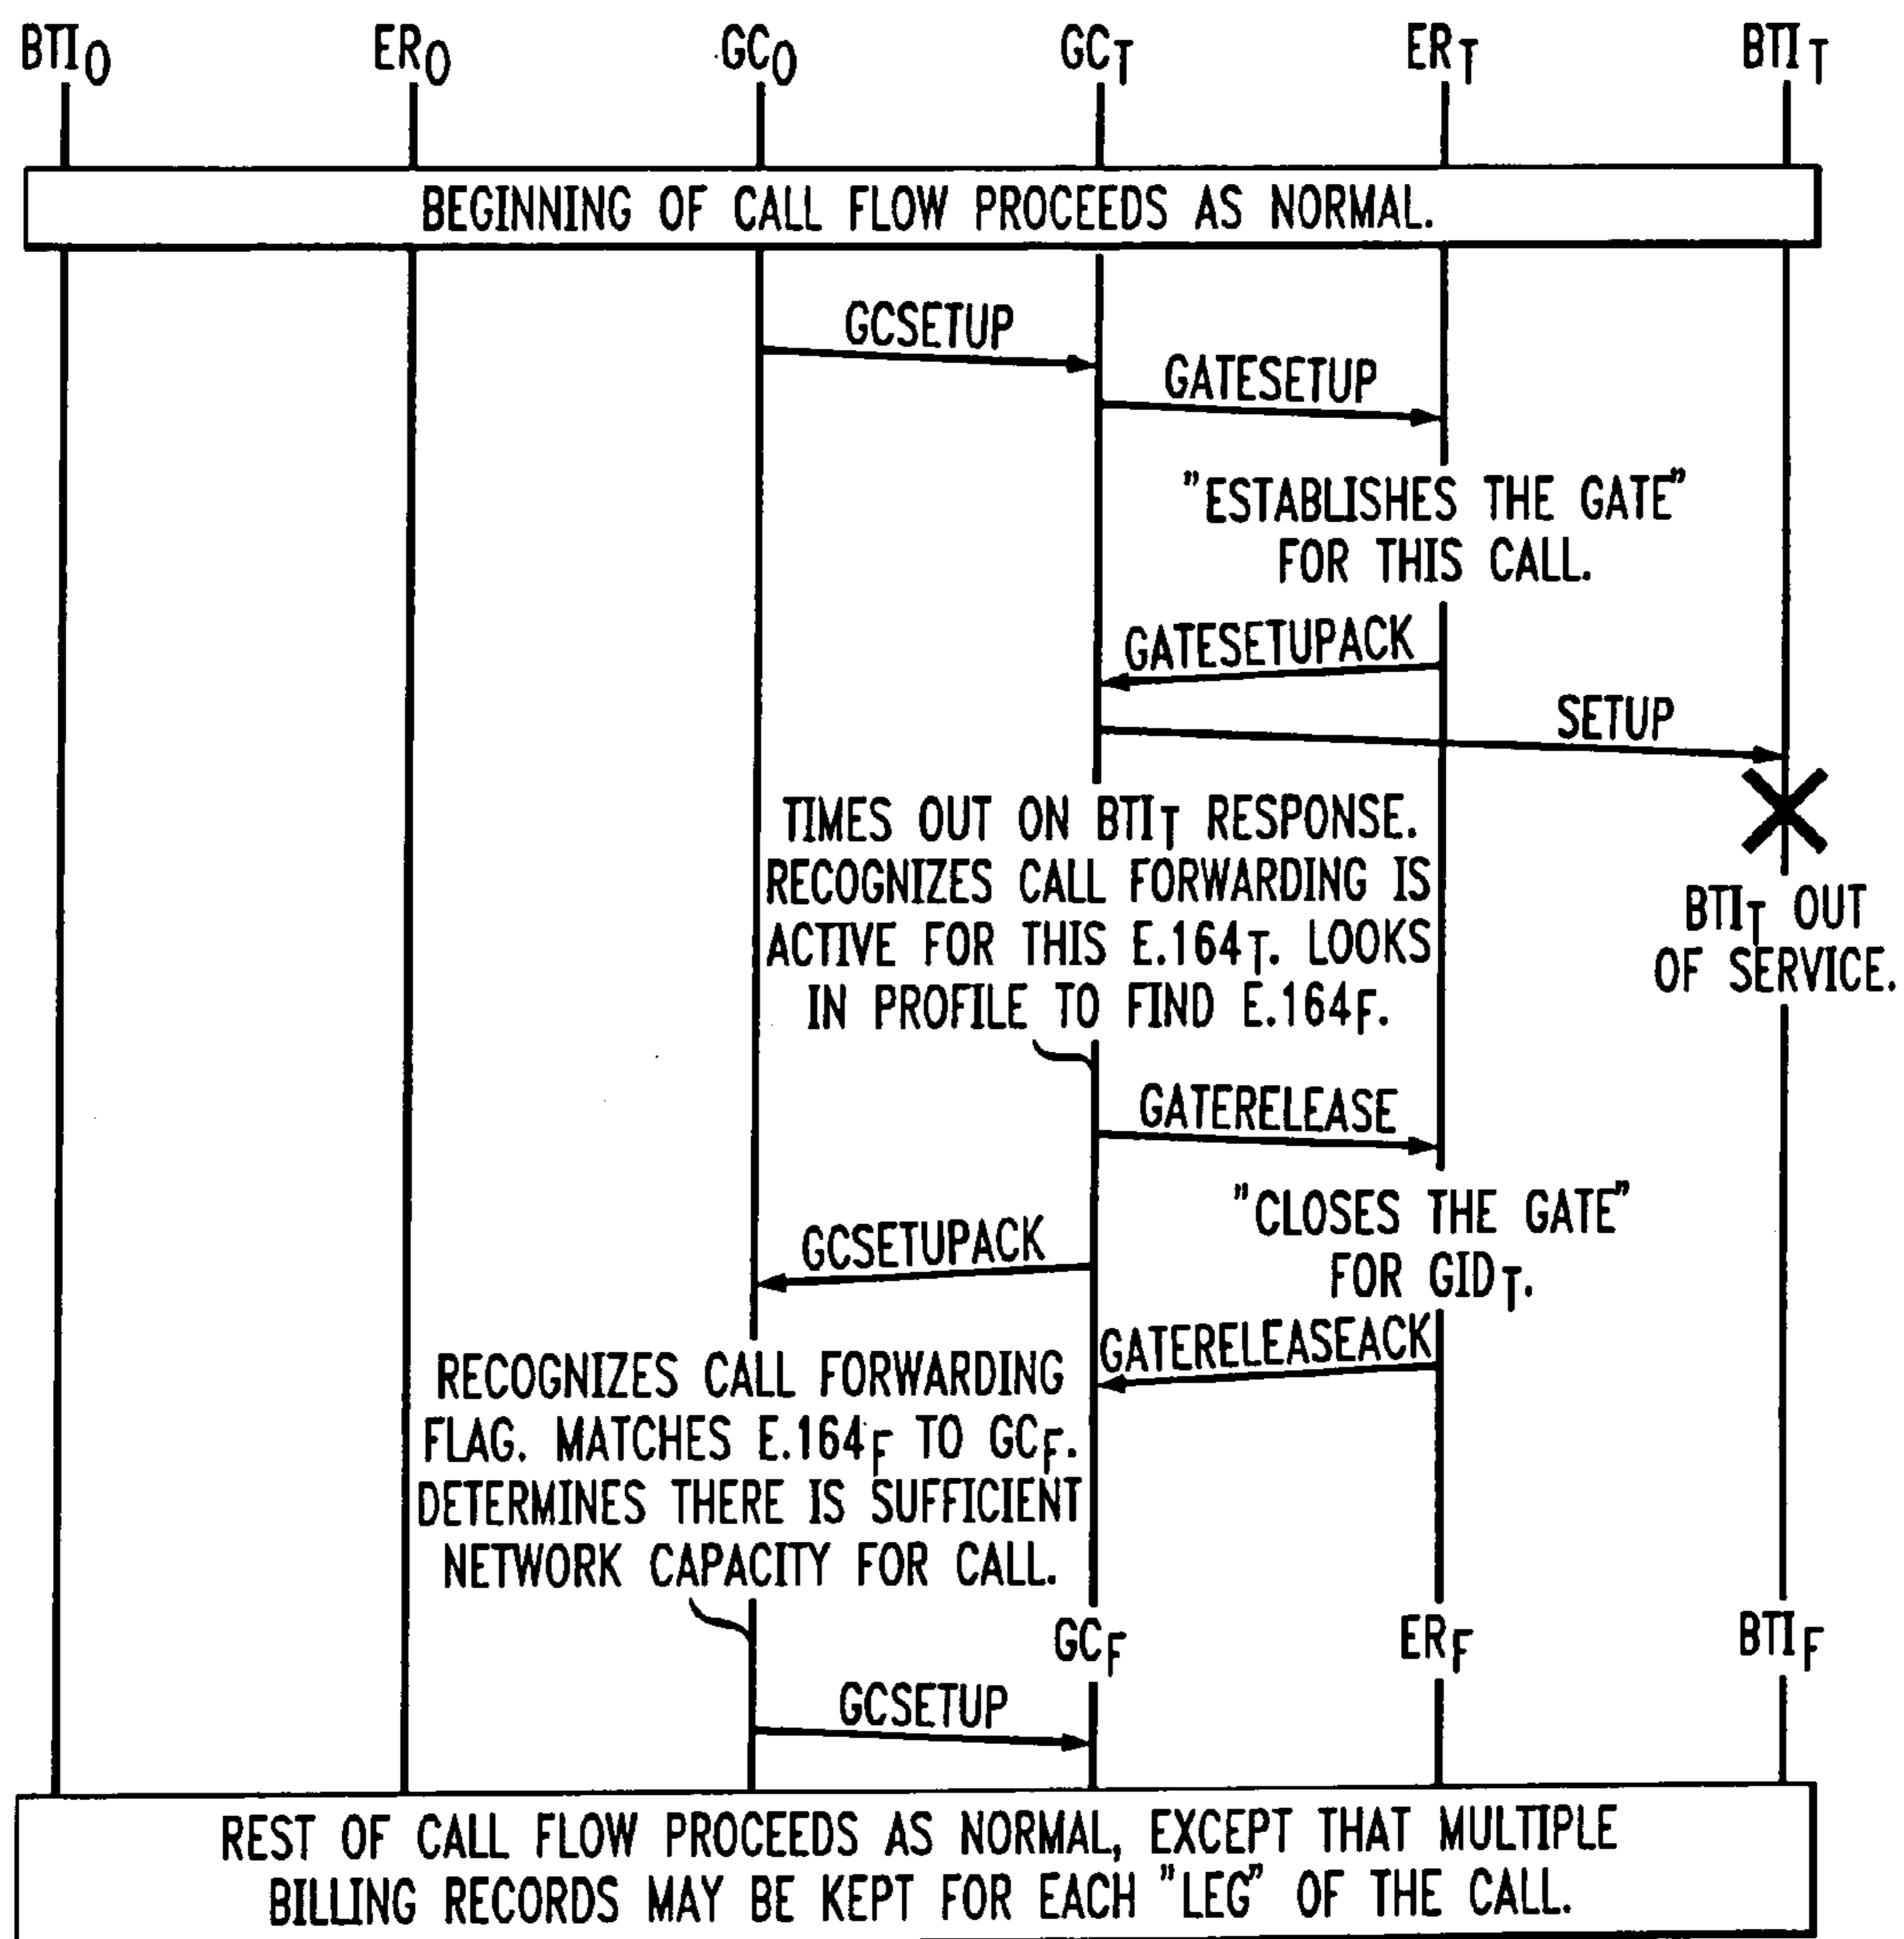 BTIO ERO GCO GCT ERT BTIT
BEGINNING OF CALL FLOW PROCEEDS AS NORMAL.
GCSETUP
GATESETUP
"ESTABLISHES THE GATE"
FOR THIS CALL.
GATESETUPACK
SETUP
TIMES OUT ON BTIT RESPONSE.
RECOGNIZES CALL FORWARDING IS
ACTIVE FOR THIS E.164T. LOOKS
IN PROFILE TO FIND E.164F.
BTIT OUT
OF SERVICE.
GATERELEASE
"CLOSES THE GATE"
FOR GIDT.
GCSETUPACK
GATERELEASEACK
RECOGNIZES CALL FORWARDING
FLAG. MATCHES E.164F TO GCF.
DETERMINES THERE IS SUFFICIENT
NETWORK CAPACITY FOR CALL.
GCF ERF BTIF
GCSETUP
REST OF CALL FLOW PROCEEDS AS NORMAL, EXCEPT THAT MULTIPLE
BILLING RECORDS MAY BE KEPT FOR EACH "LEG" OF THE CALL.